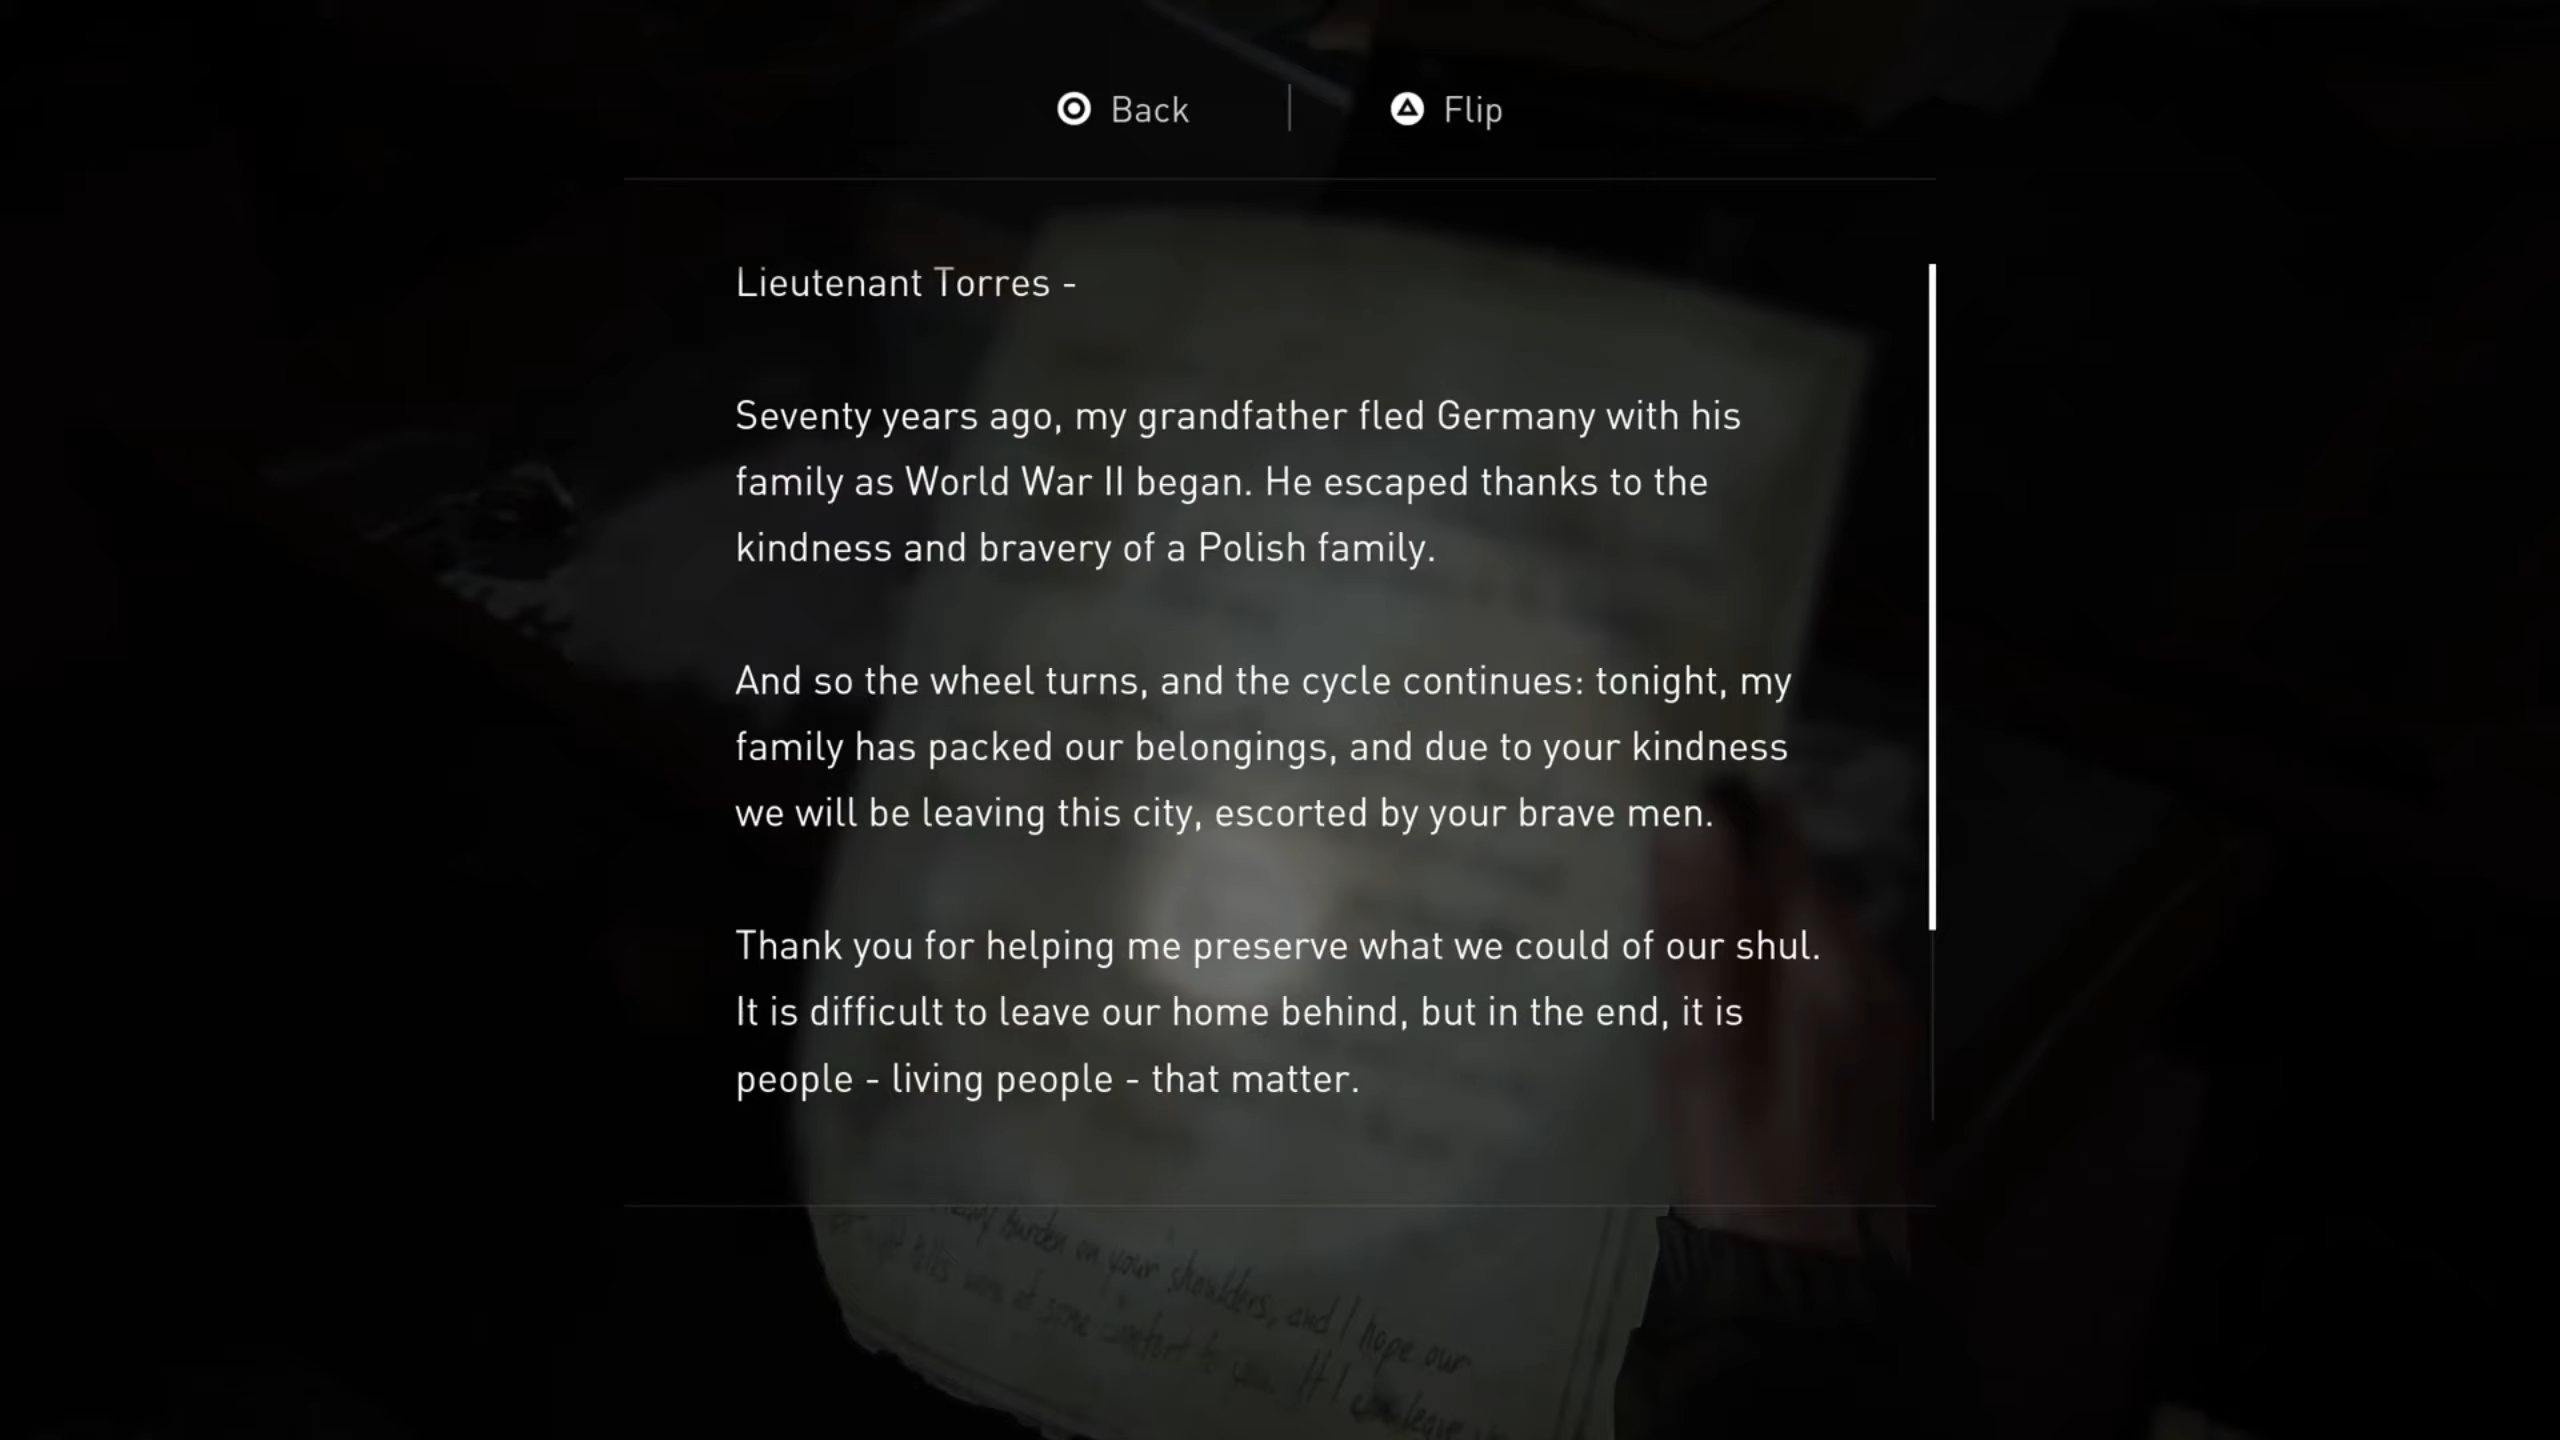 Back
Flip
Lieutenant Torres -
Seventy years ago, my grandfather fled Germany with his
family as World War II began. He escaped thanks to the
kindness and bravery of a Polish family.
And so the wheel turns, and the cycle continues: tonight, my
family has packed our belongings, and due to your kindness
we will be leaving this city, escorted by your brave men.
Thank you for helping me preserve what we could of our shul.
It is difficult to leave our home behind, but in the end, it is
people - living people - that matter.
heavy burden on your shoulders, and I hope our
talks were of some comfort to you. If I can leave